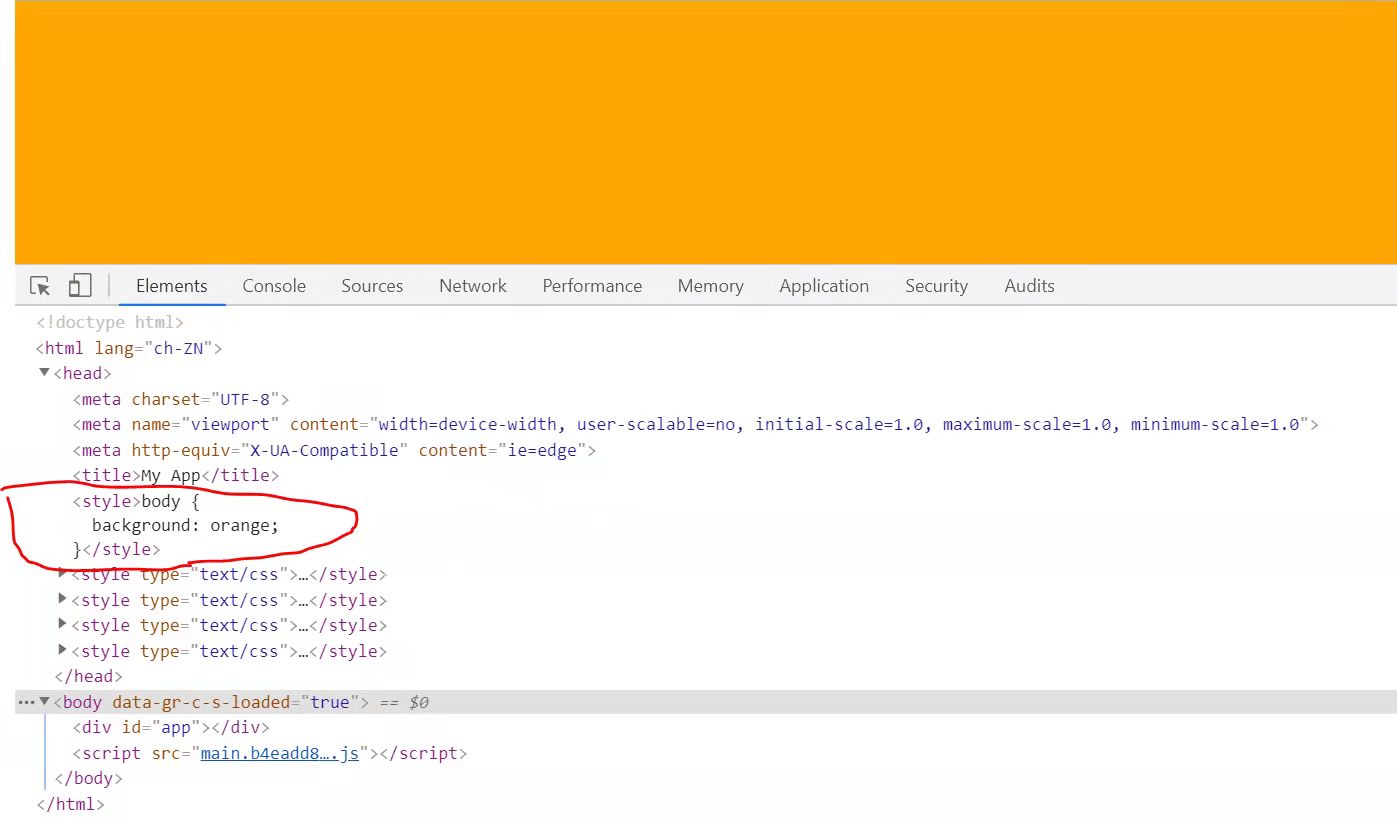 Elements Console Sources Network Performance Memory Application Security Audits
<!doctype html>
<html lang="ch-ZN">
<head>
<meta charset="UTF-8">
<meta name="viewport" content="width=device-width, user-scalable=no, initial-scale=1.0, maximum-scale=1.0, minimum-scale=1.0">
<meta http-equiv="X-UA-Compatible" content="ie=edge">
<title>My App</title>
<style>body {
background: orange;
}</style>
<style type="text/css">…</style>
<style type="text/css">…</style>
<style type="text/css">…</style>
<style type="text/css">…</style>
</head>
<body data-gr-c-s-loaded="true"> == $0
<div id="app"></div>
<script src="main.b4eadd8….js"></script>
</body>
</html>